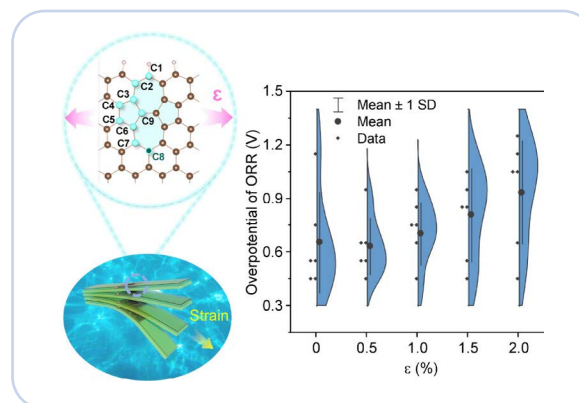 C1
C2
C3
C4
C5
C6
C7
C8
C9
ε
Strain
Overpotential of ORR (V)
1.5
1.2
0.9
0.6
0.3
Mean ± 1 SD
Mean
Data
0 0.5 1.0 1.5 2.0
ε (%)